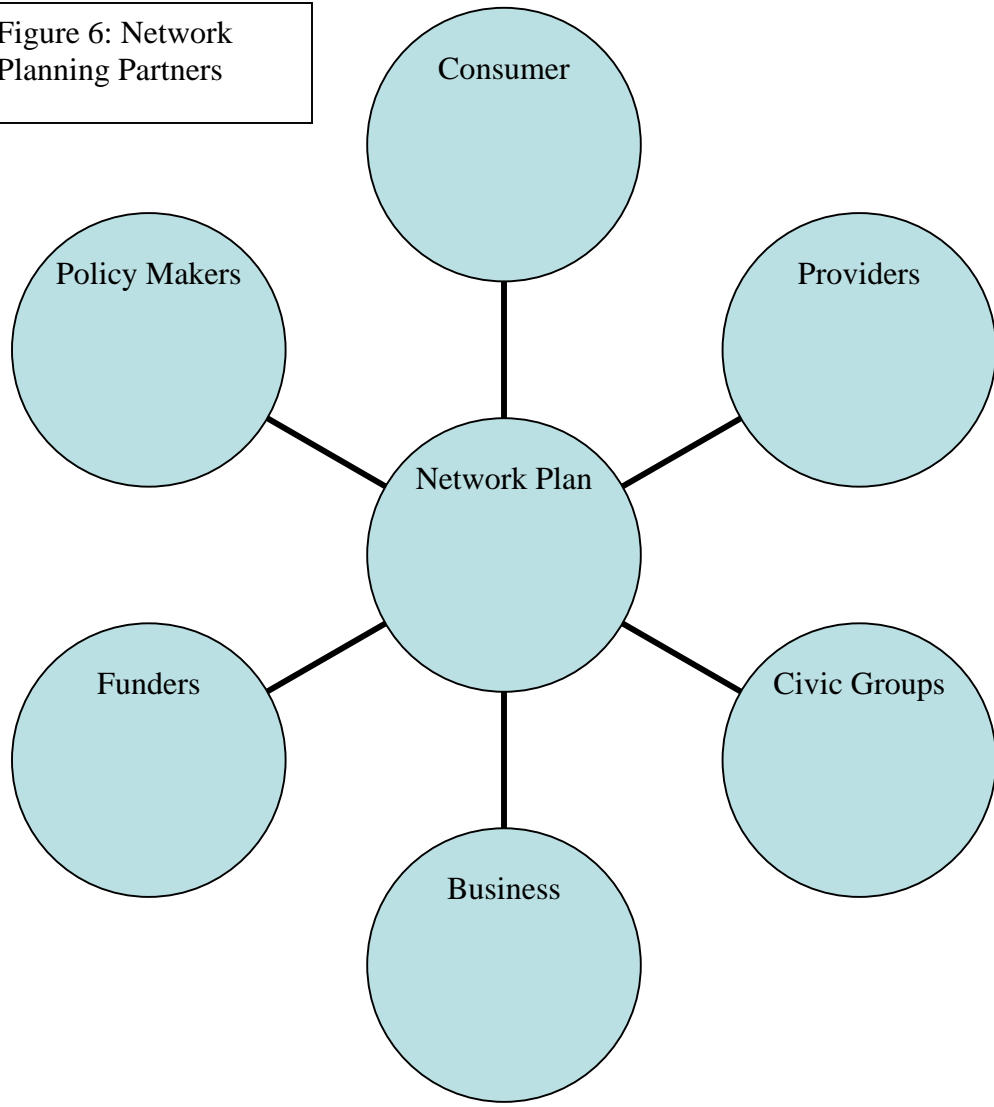 Figure 6: Network
Planning Partners
Consumer
Policy Makers
Providers
Network Plan
Funders
Civic Groups
Business